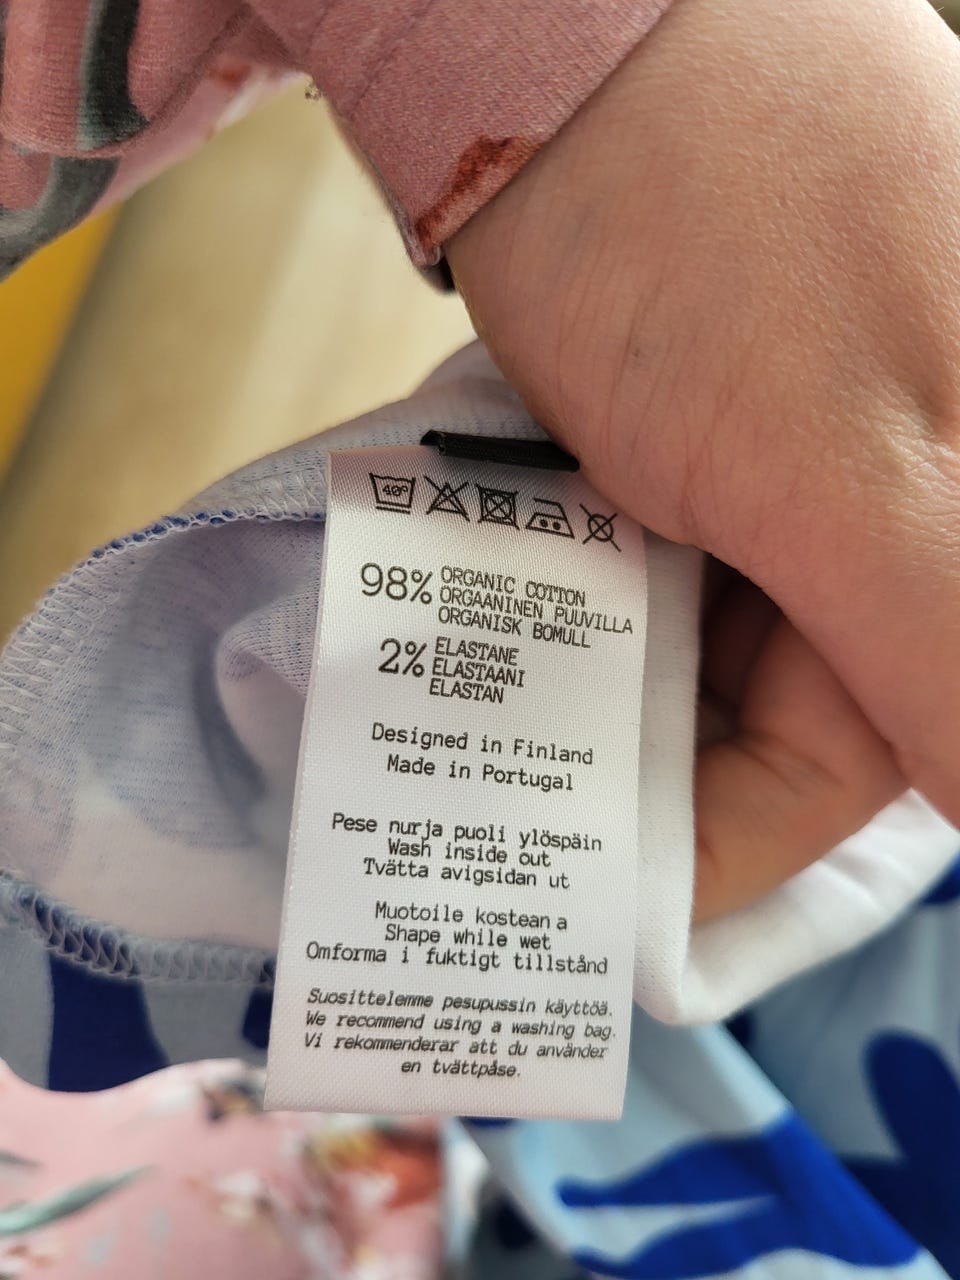 40°
98% ORGANIC COTTON
ORGAANINEN PUUVILLA
ORGANISK BOMULL
2% ELASTANE
ELASTAANI
ELASTAN
Designed in Finland
Made in Portugal
Pese nurja puoli ylöspäin
Wash inside out
Tvätta avigsidan ut
Muotoile kosteana
Shape while wet
Omforma i fuktigt tillstånd
Suosittelemme pesupussin käyttöä.
We recommend using a washing bag.
Vi rekommenderar att du använder
en tvättpåse.